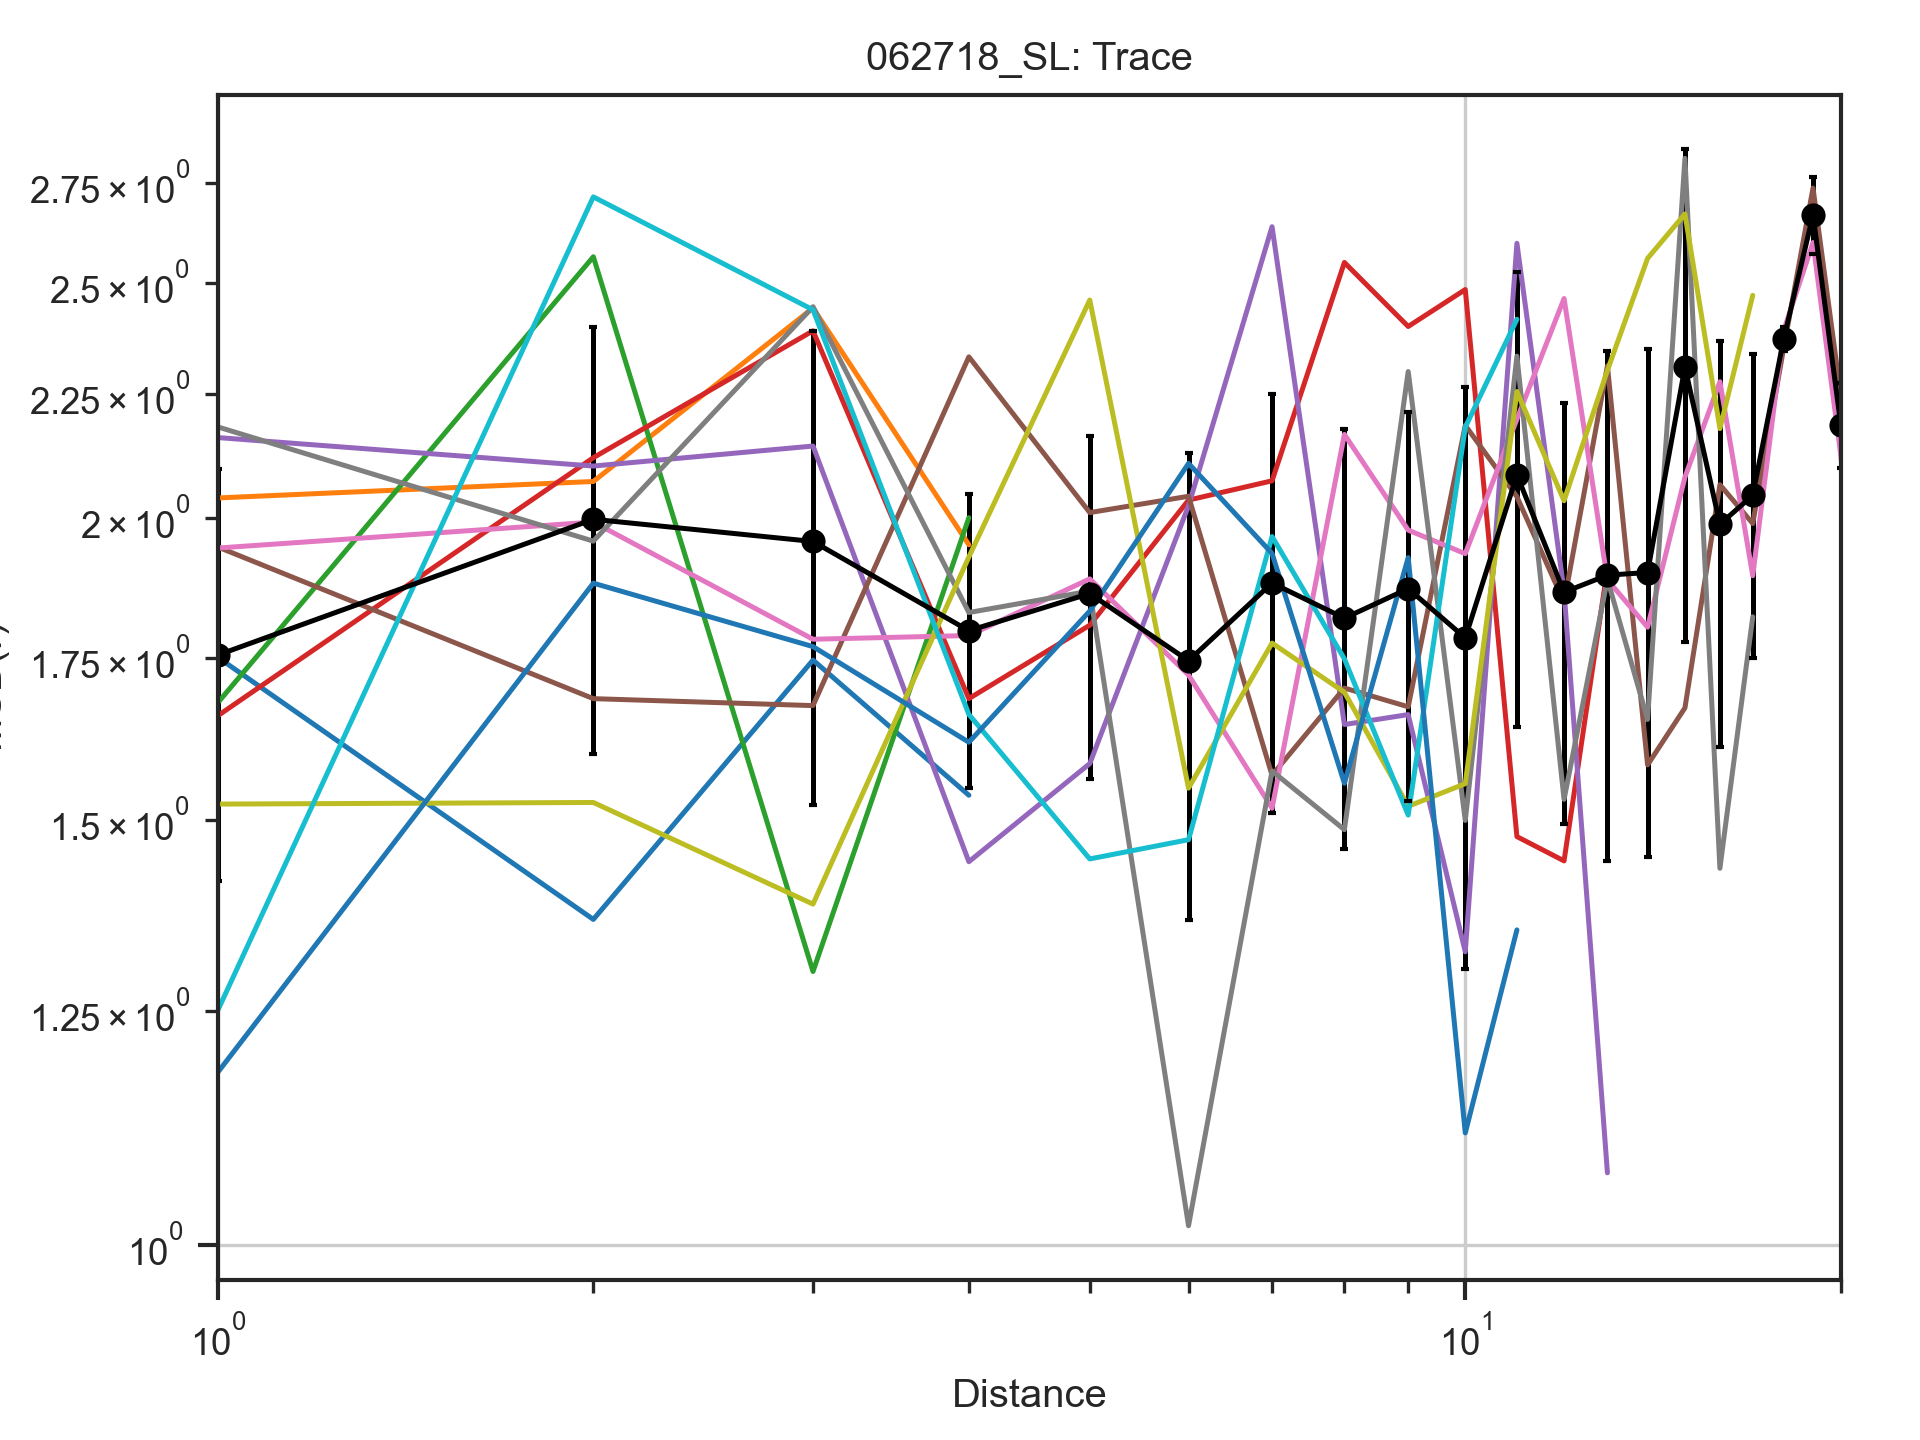 062718_SL: Trace
2.75 × 10⁰
2.5 × 10⁰
2.25 × 10⁰
2 × 10⁰
1.75 × 10⁰
1.5 × 10⁰
1.25 × 10⁰
10⁰
10⁰ 10¹
Distance